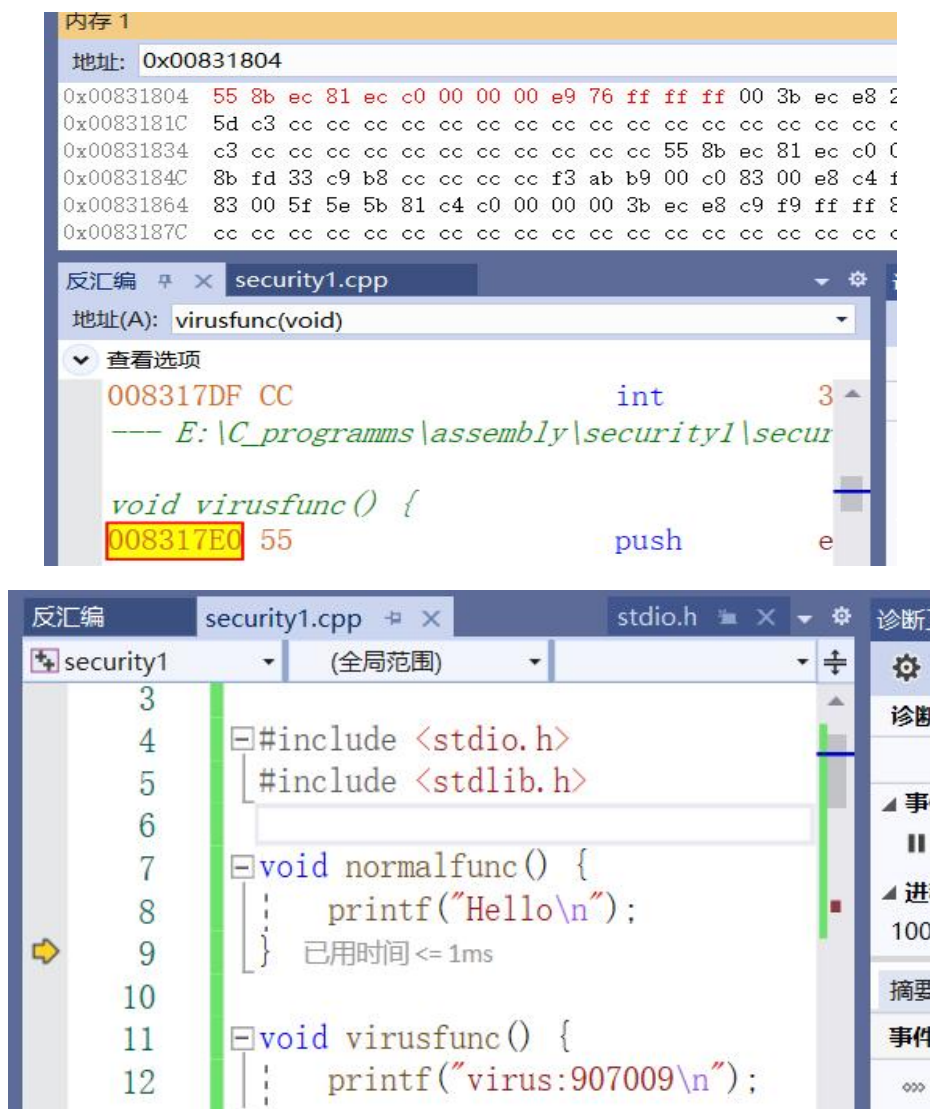 内存 1
地址: 0x00831804
0x00831804 55 8b ec 81 ec c0 00 00 00 e9 76 ff ff ff 00 3b ec e8 2
0x0083181C 5d c3 cc cc cc cc cc cc cc cc cc cc cc cc cc cc cc c
0x00831834 c3 cc cc cc cc cc cc cc cc cc cc cc 55 8b ec 81 ec c0 0
0x0083184C 8b fd 33 c9 b8 cc cc cc cc f3 ab b9 00 c0 83 00 e8 c4 f
0x00831864 83 00 5f 5e 5b 81 c4 c0 00 00 00 3b ec e8 c9 f9 ff ff 8
0x0083187C cc cc cc cc cc cc cc cc cc cc cc cc cc cc cc cc cc cc c
反汇编 security1.cpp
地址(A): virusfunc(void)
查看选项
008317DF CC int 3
--- E:\C_programms\assembly\security1\secur
void virusfunc() {
008317E0 55 push e
反汇编 security1.cpp stdio.h 诊断
security1 (全局范围)
3
4 #include <stdio.h>
诊断
5 #include <stdlib.h>
6
事
7 void normalfunc() {
8 printf("Hello\n");
进
9 } 已用时间 <= 1ms
100
10
摘要
11 void virusfunc() {
事件
12 printf("virus:907009\n");